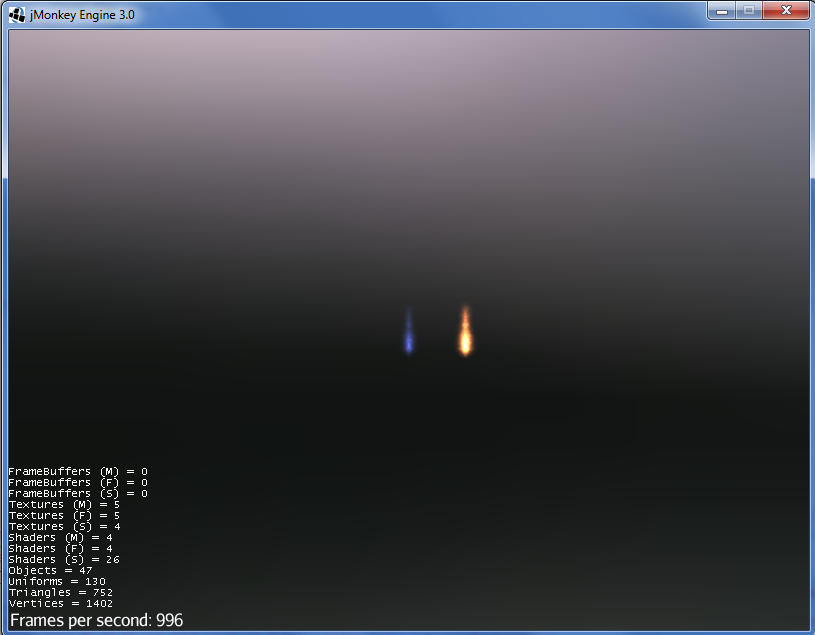 jMonkey Engine 3.0
FrameBuffers (M) = 0
FrameBuffers (F) = 0
FrameBuffers (S) = 0
Textures (M) = 5
Textures (F) = 5
Textures (S) = 4
Shaders (M) = 4
Shaders (F) = 4
Shaders (S) = 26
Objects = 47
Uniforms = 130
Triangles = 752
Vertices = 1402
Frames per second: 996